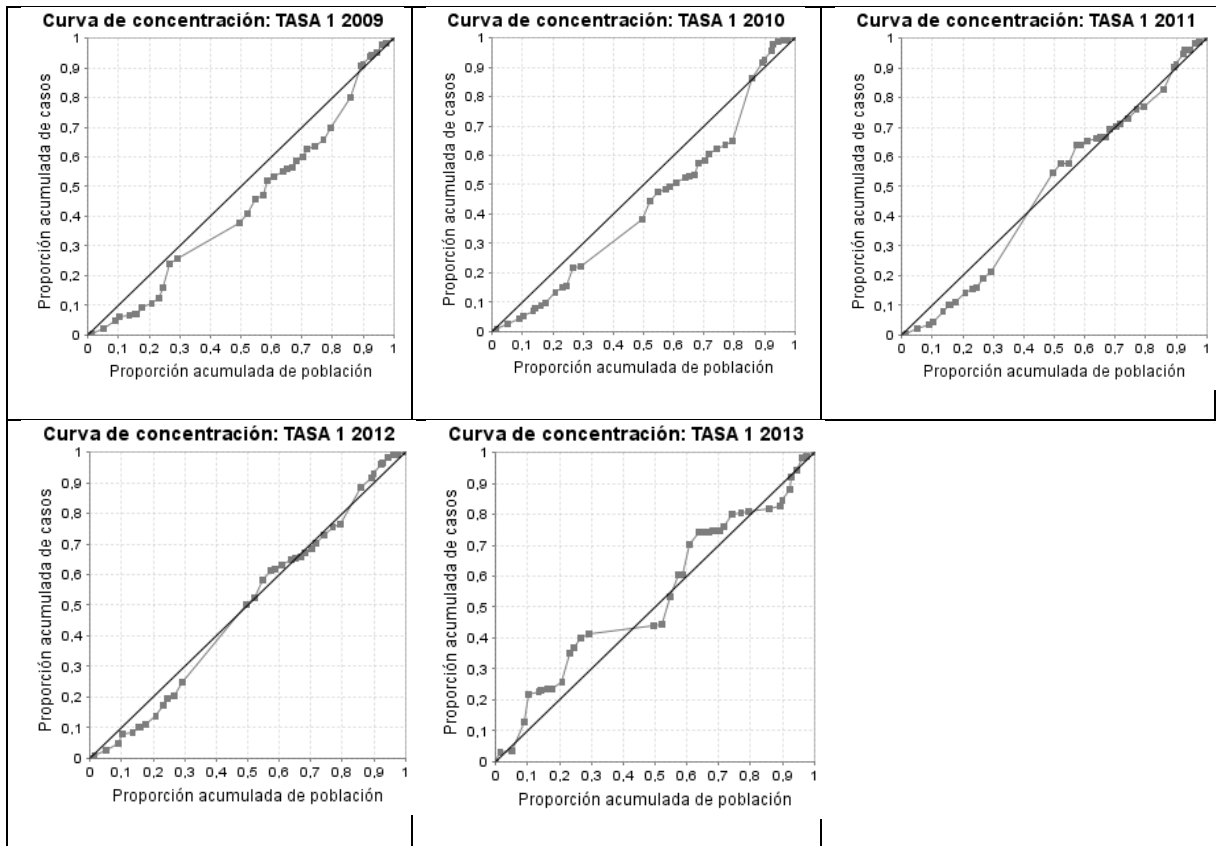 Curva de concentración: TASA 1 2009
Proporción acumulada de casos
1
0,9
0,8
0,7
0,6
0,5
0,4
0,3
0,2
0,1
0
0 0,1 0,2 0,3 0,4 0,5 0,6 0,7 0,8 0,9 1
Proporción acumulada de población
Curva de concentración: TASA 1 2010
Proporción acumulada de casos
1
0,9
0,8
0,7
0,6
0,5
0,4
0,3
0,2
0,1
0
0 0,1 0,2 0,3 0,4 0,5 0,6 0,7 0,8 0,9 1
Proporción acumulada de población
Curva de concentración: TASA 1 2011
Proporción acumulada de casos
1
0,9
0,8
0,7
0,6
0,5
0,4
0,3
0,2
0,1
0
0 0,1 0,2 0,3 0,4 0,5 0,6 0,7 0,8 0,9 1
Proporción acumulada de población
Curva de concentración: TASA 1 2012
Proporción acumulada de casos
1
0,9
0,8
0,7
0,6
0,5
0,4
0,3
0,2
0,1
0
0 0,1 0,2 0,3 0,4 0,5 0,6 0,7 0,8 0,9 1
Proporción acumulada de población
Curva de concentración: TASA 1 2013
Proporción acumulada de casos
1
0,9
0,8
0,7
0,6
0,5
0,4
0,3
0,2
0,1
0
0 0,1 0,2 0,3 0,4 0,5 0,6 0,7 0,8 0,9 1
Proporción acumulada de población